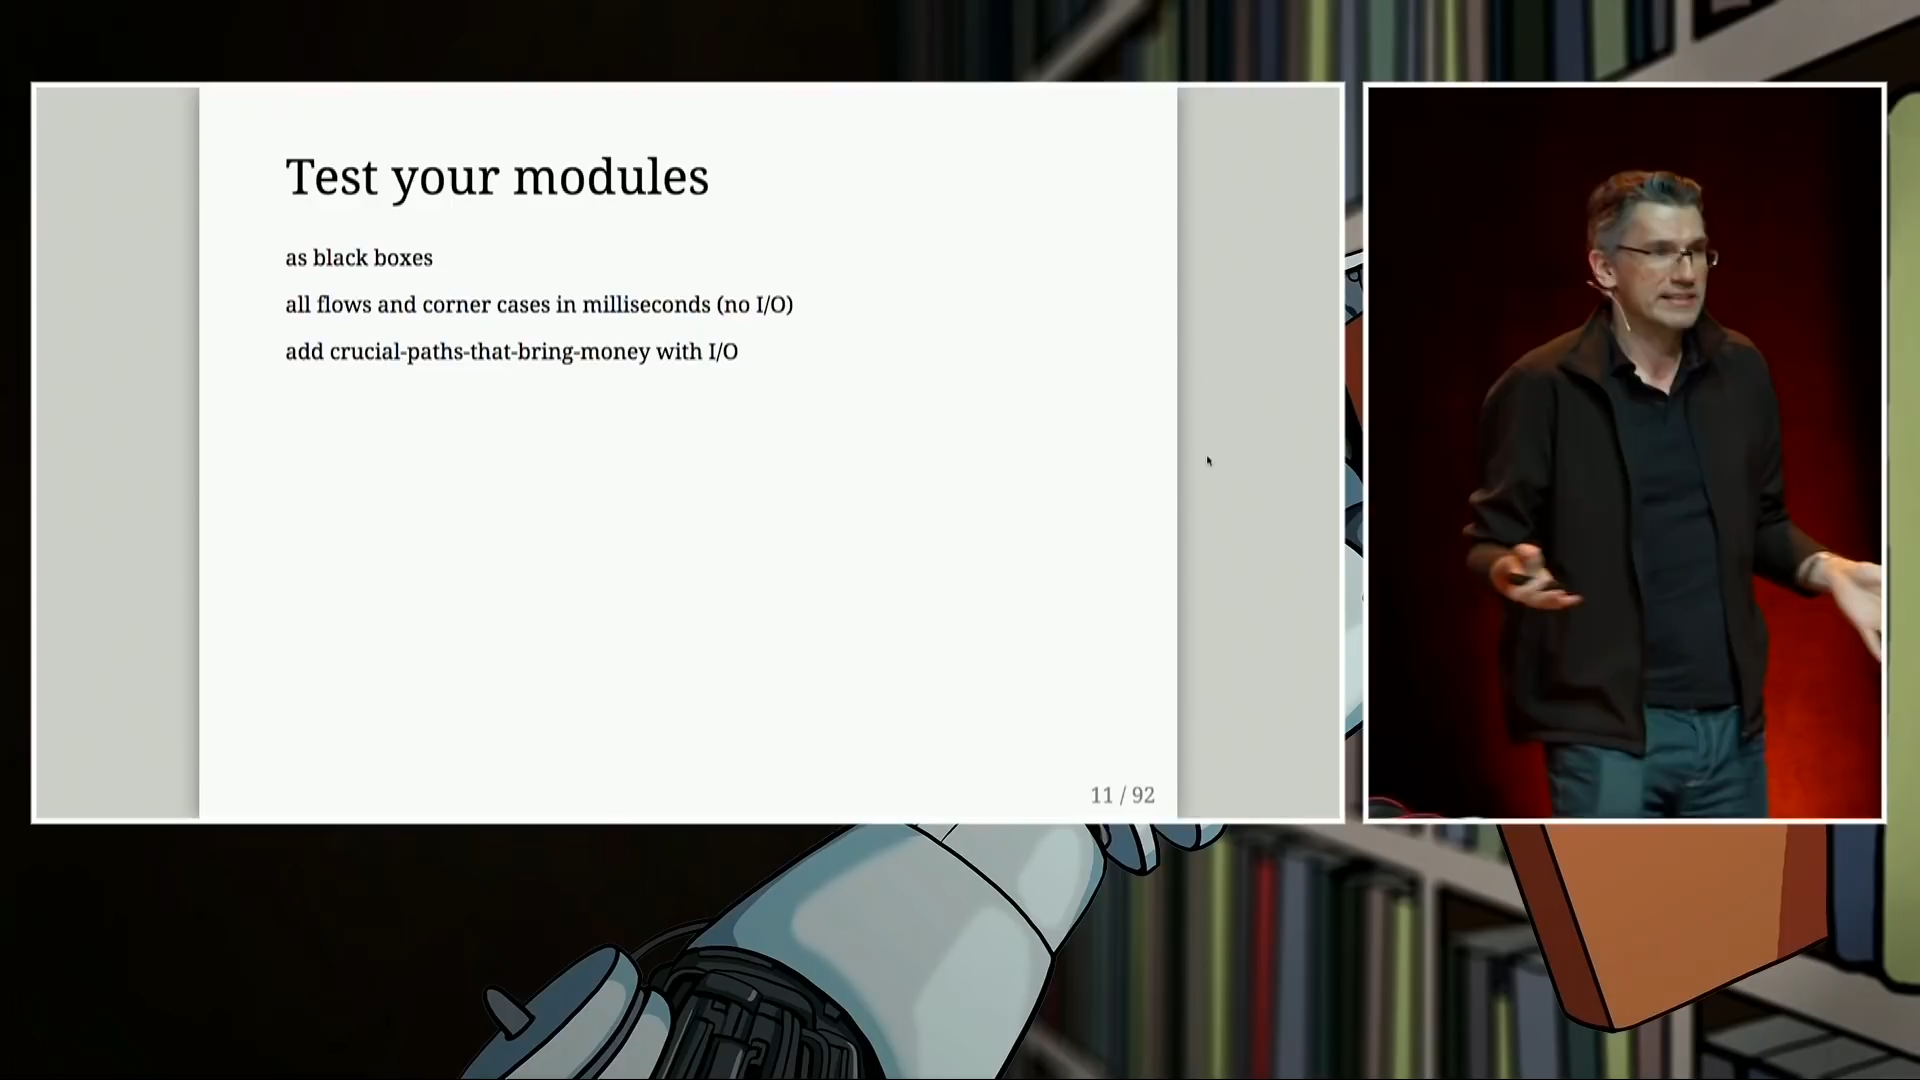 Test your modules
as black boxes
all flows and corner cases in milliseconds (no I/O)
add crucial-paths-that-bring-money with I/O
11 / 92